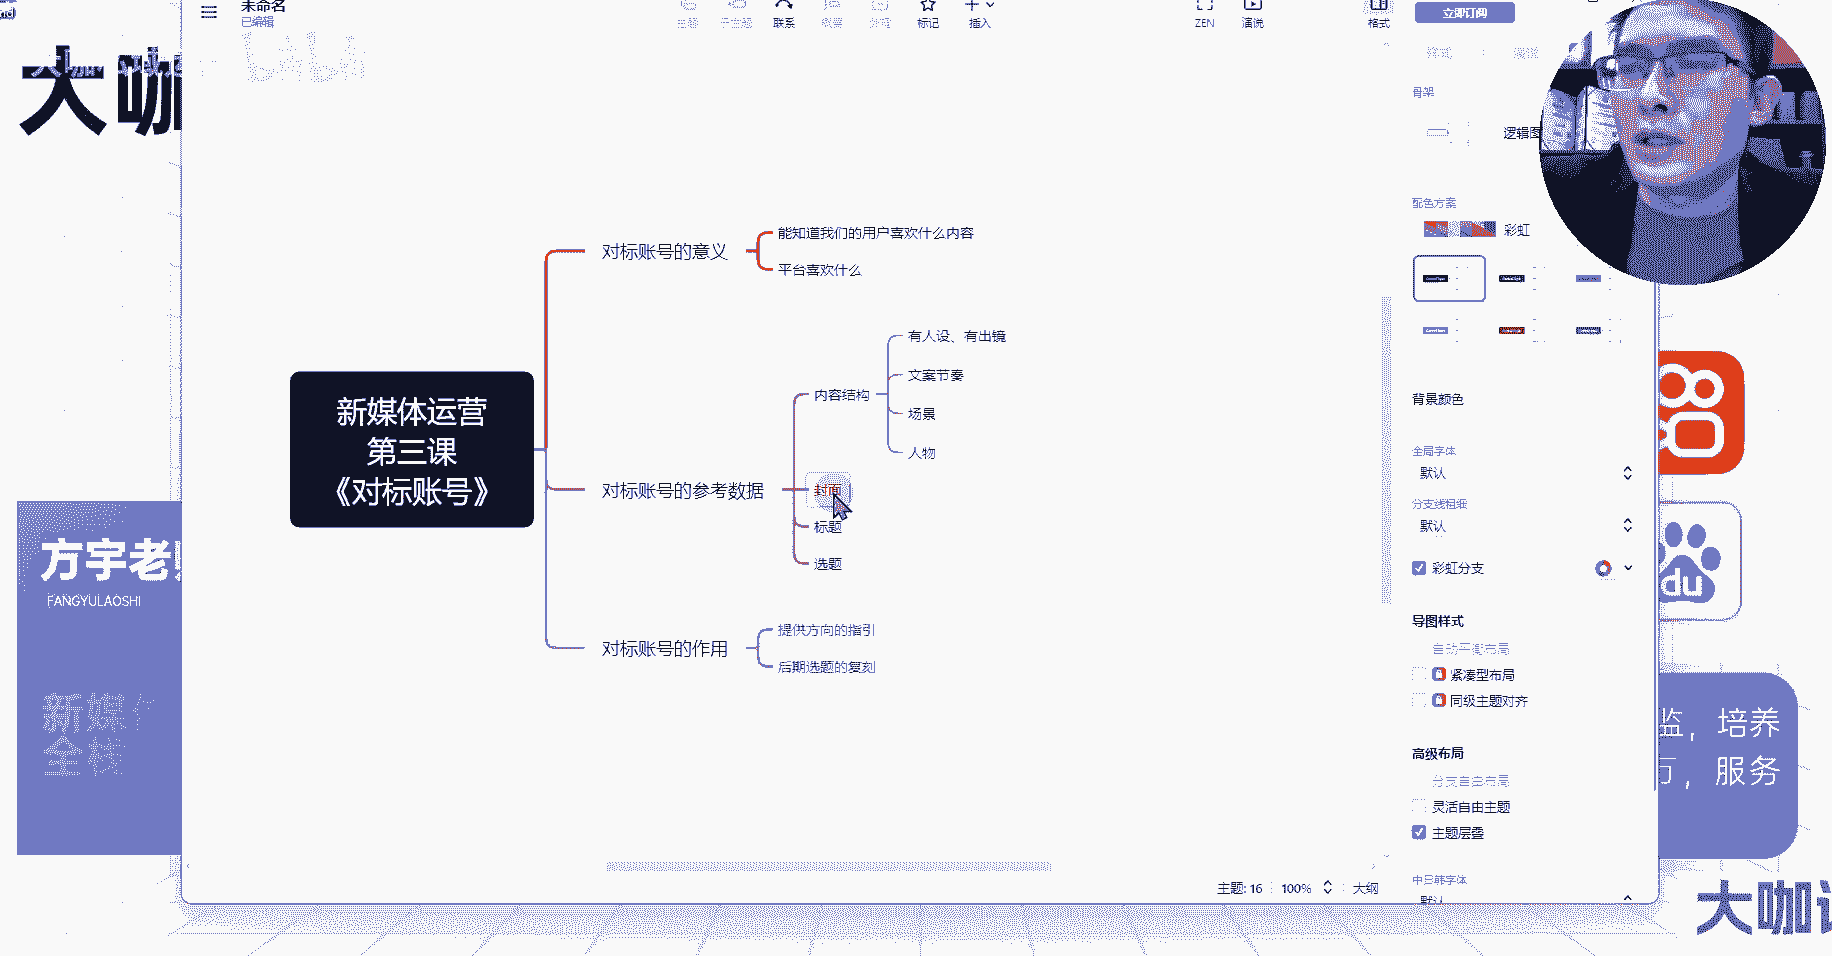 未命名
已编辑
联系
标记
插入
ZEN
演说
格式
立即订阅
大咖
骨架
逻辑图
配色方案
彩虹
对标账号的意义
能知道我们的用户喜欢什么内容
平台喜欢什么
新媒体运营
第三课
《对标账号》
对标账号的参考数据
内容结构
有人设、有出镜
文案节奏
场景
人物
封面
标题
选题
对标账号的作用
提供方向的指引
后期选题的复刻
背景颜色
全局字体
默认
分支线粗细
默认
彩虹分支
导图样式
自动平衡布局
紧凑型布局
同级主题对齐
高级布局
分支自由布局
灵活自由主题
主题层叠
中日韩字体
默认
主题: 16
100%
大纲
方宇老
FANGYULAOSHI
新媒
全栈
du
监，培养
万，服务
大咖